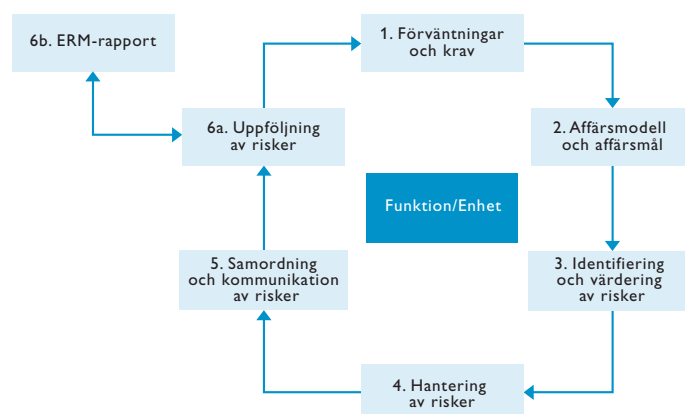 6b. ERM-rapport
1. Förväntningar
och krav
6a. Uppföljning
av risker
2. Affärsmodell
och affärsmål
Funktion/Enhet
5. Samordning
och kommunikation
av risker
3. Identifiering
och värdering
av risker
4. Hantering
av risker